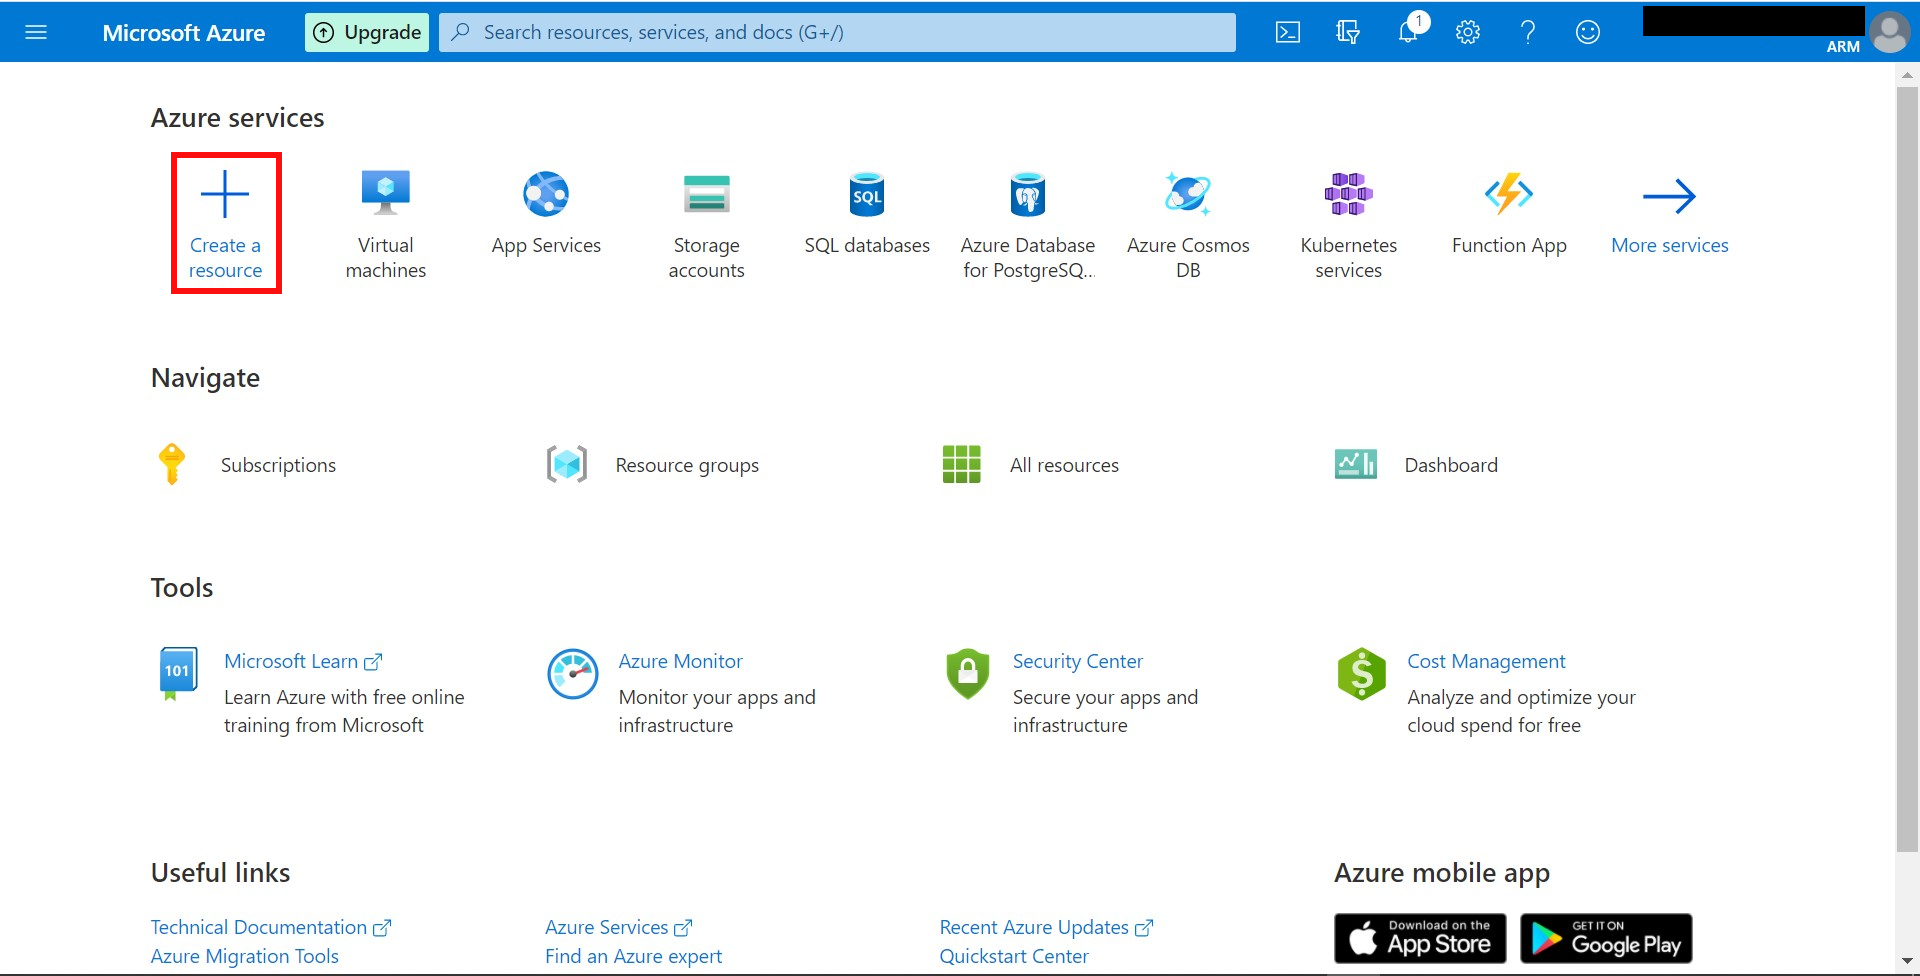 Microsoft Azure
Upgrade
Search resources, services, and docs (G+/)
1
ARM
Azure services
Create a
resource
Virtual
machines
App Services
Storage
accounts
SQL
SQL databases
Azure Database
for PostgreSQ...
Azure Cosmos
DB
Kubernetes
services
Function App
More services
Navigate
Subscriptions
Resource groups
All resources
Dashboard
Tools
101
Microsoft Learn
Learn Azure with free online
training from Microsoft
Azure Monitor
Monitor your apps and
infrastructure
Security Center
Secure your apps and
infrastructure
$
Cost Management
Analyze and optimize your
cloud spend for free
Useful links
Technical Documentation
Azure Services
Recent Azure Updates
Azure Migration Tools
Find an Azure expert
Quickstart Center
Azure mobile app
Download on the
App Store
GET IT ON
Google Play